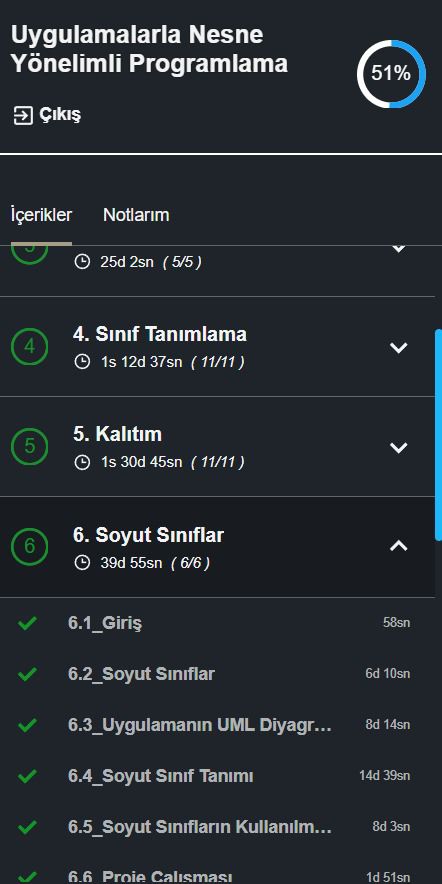 Uygulamalarla Nesne
Yönelimli Programlama
51%
Çıkış
İçerikler Notlarım
25d 2sn ( 5/5 )
4 4. Sınıf Tanımlama
1s 12d 37sn ( 11/11 )
5 5. Kalıtım
1s 30d 45sn ( 11/11 )
6 6. Soyut Sınıflar
39d 55sn ( 6/6 )
6.1_Giriş 58sn
6.2_Soyut Sınıflar 6d 10sn
6.3_Uygulamanın UML Diyagr... 8d 14sn
6.4_Soyut Sınıf Tanımı 14d 39sn
6.5_Soyut Sınıfların Kullanılm... 8d 3sn
6.6_Proje Çalışması 1d 51sn